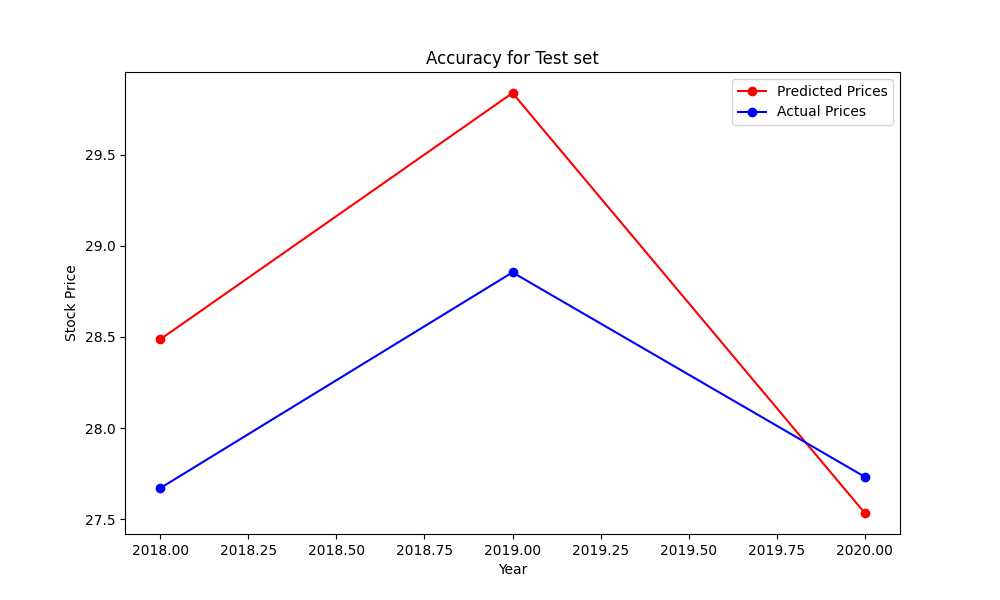 Accuracy for Test set
Predicted Prices
Actual Prices
Stock Price
29.5
29.0
28.5
28.0
27.5
2018.00 2018.25 2018.50 2018.75 2019.00 2019.25 2019.50 2019.75 2020.00
Year